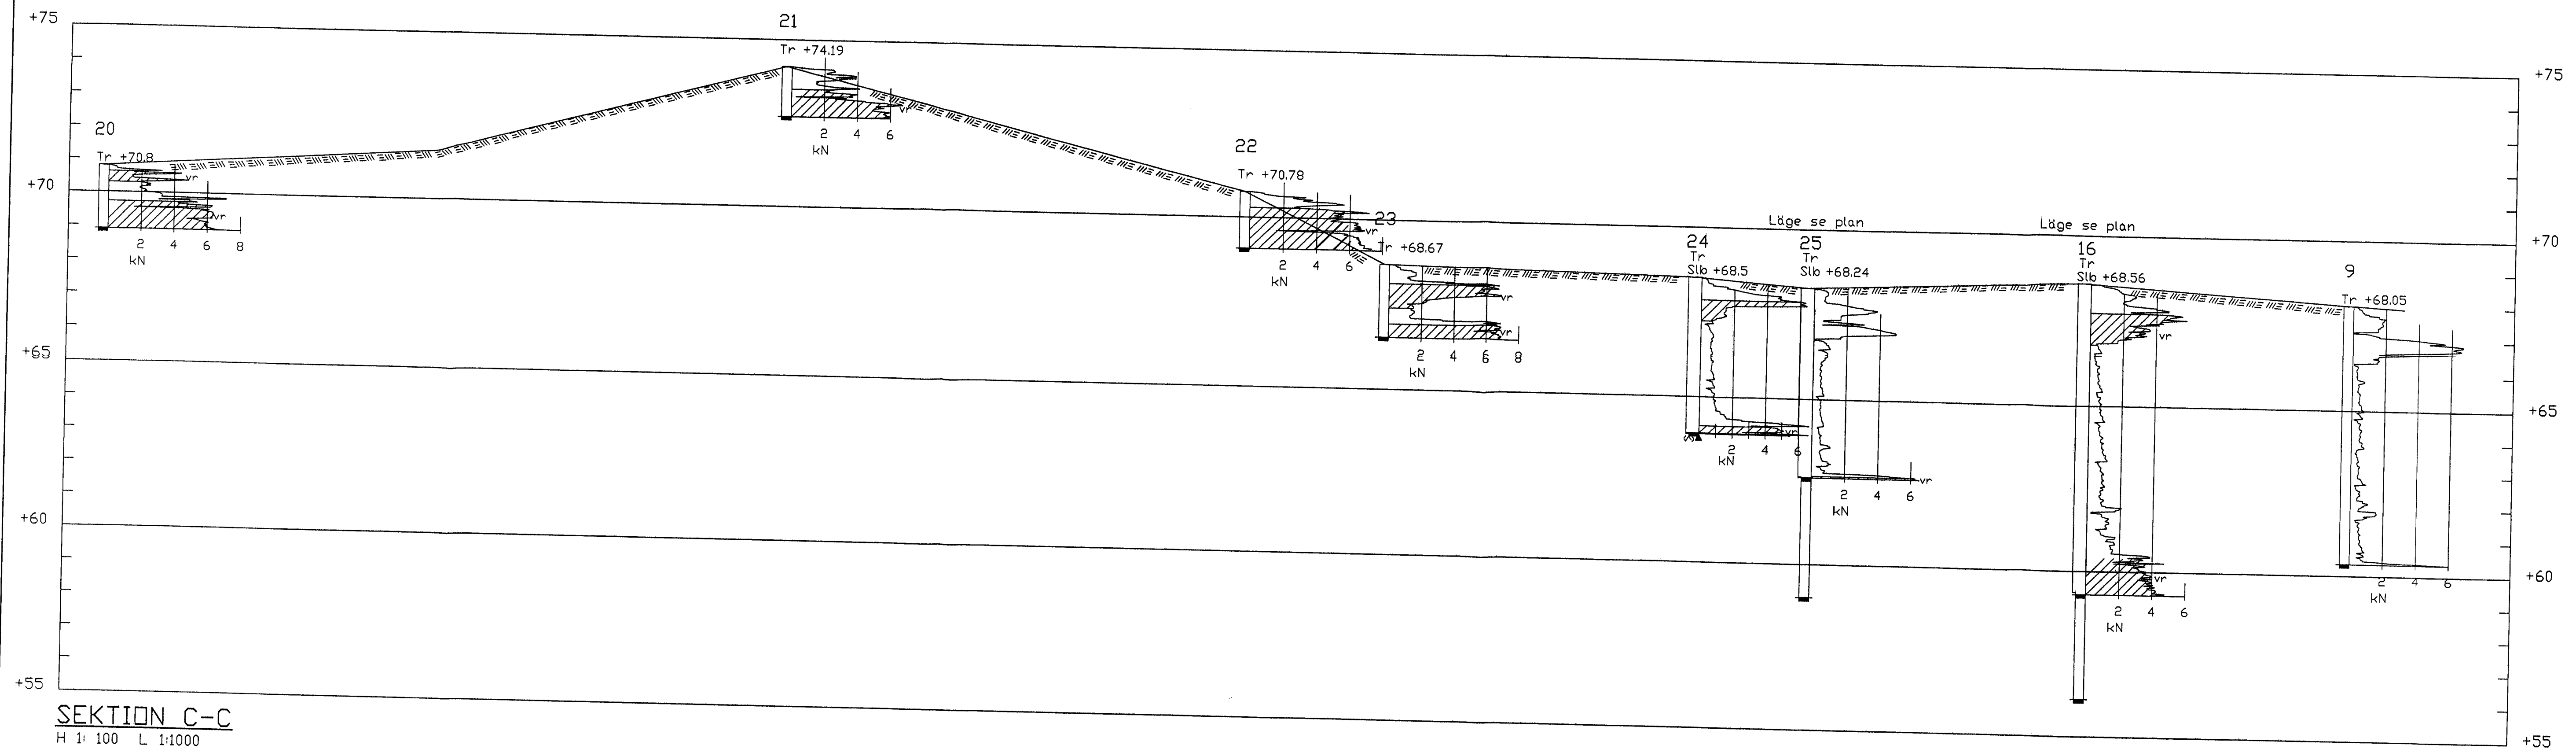 +75
21
Tr +74.19
+75
2 4 6
kN
vr
20
Tr +70.8
vr
+70
vr
2 4 6 8
kN
22
Tr +70.78
vr
2 4 6
kN
23
Tr +68.67
vr
vr
2 4 6 8
kN
24
Tr
Slb +68.5
vr
2 4 6
kN
Läge se plan
25
Tr
Slb +68.24
vr
2 4 6
kN
Läge se plan
16
Tr
Slb +68.56
vr
vr
2 4 6
kN
9
Tr +68.05
2 4 6
kN
+70
+65
+65
+60
+60
+55
+55
SEKTION C-C
H 1: 100 L 1:1000